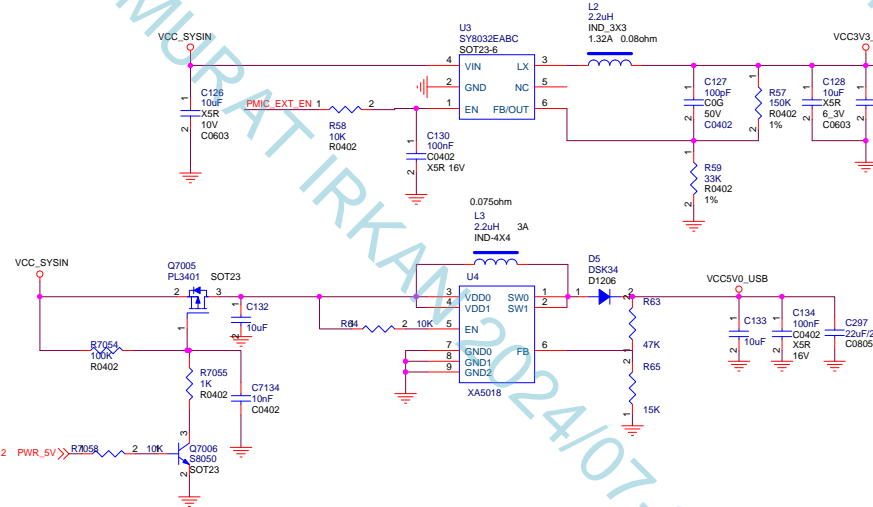 VCC_SYSIN
C126
10uF
X5R
10V
C0603
PMIC_EXT_EN
R58
10K
R0402
C130
100nF
C0402
X5R 16V
U3
SY8032EABC
SOT23-6
4 VIN
2 GND
1 EN
LX 3
NC 5
FB/OUT 6
L2
2.2uH
IND_3X3
1.32A 0.08ohm
C127
100pF
C0G
50V
C0402
R57
150K
R0402
1%
C128
10uF
X5R
6_3V
C0603
VCC3V3_
R59
33K
R0402
1%
VCC_SYSIN
Q7005
PL3401
SOT23
C132
10uF
R7054
100K
R0402
R7055
1K
R0402
C7134
10nF
C0402
2 PWR_5V
R7058
10K
Q7006
S8050
SOT23
0.075ohm
L3
2.2uH 3A
IND-4X4
U4
3 VDD0
4 VDD1
5 EN
7 GND0
8 GND1
9 GND2
SW0 1
SW1 2
FB 6
XA5018
R64
10K
D5
DSK34
D1206
R63
47K
R65
15K
VCC5V0_USB
C133
10uF
C134
100nF
C0402
X5R
16V
C297
22uF/2
C0805
MURAT IRKAN 2024/07